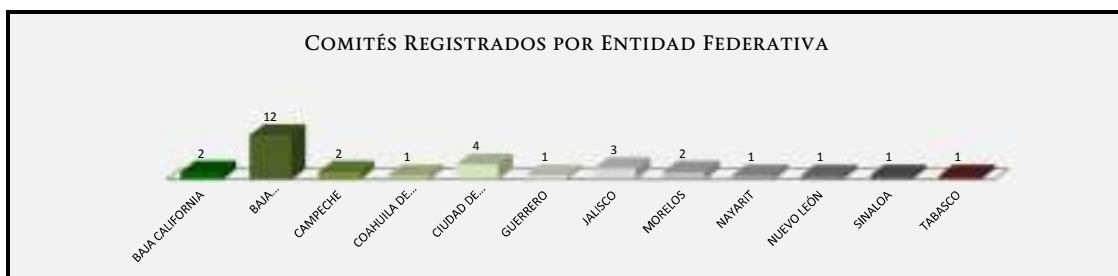 COMITÉS REGISTRADOS POR ENTIDAD FEDERATIVA
12
4
3
2
2
2
1
1
1
1
1
1
BAJA CALIFORNIA
BAJA...
CAMPECHE
COAHUILA DE...
CIUDAD DE...
GUERRERO
JALISCO
MORELOS
NAYARIT
NUEVO LEÓN
SINALOA
TABASCO